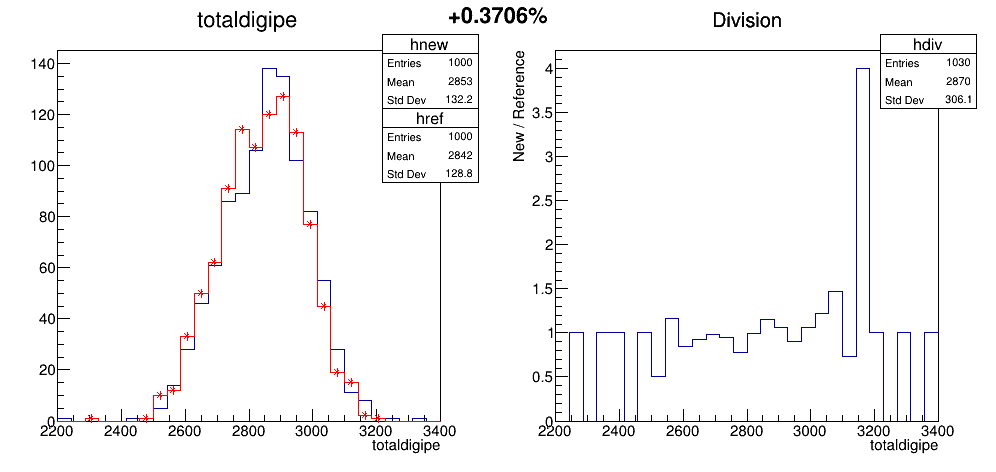 totaldigipe
+0.3706%
Division
hnew
Entries 1000
Mean 2853
Std Dev 132.2
href
Entries 1000
Mean 2842
Std Dev 128.8
140
120
100
80
60
40
20
0
2200 2400 2600 2800 3000 3200 3400
totaldigipe
hdiv
Entries 1030
Mean 2870
Std Dev 306.1
New / Reference
4
3.5
3
2.5
2
1.5
1
0.5
0
2200 2400 2600 2800 3000 3200 3400
totaldigipe